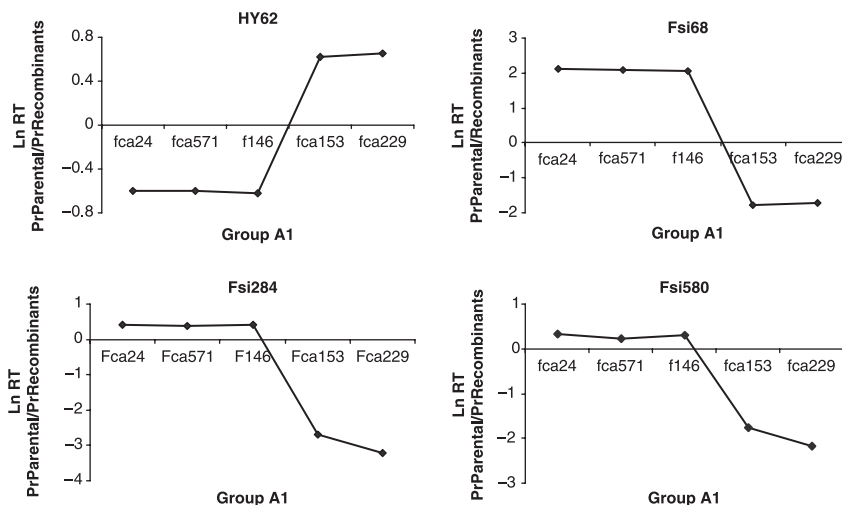 HY62
Ln RT
PrParental/PrRecombinants
0.8
0.4
0
−0.4
−0.8
fca24 fca571 f146 fca153 fca229
Group A1
Fsi68
Ln RT
PrParental/Recombinants
3
2
1
0
−1
−2
fca24 fca571 f146 fca153 fca229
Group A1
Fsi284
Ln RT
PrParental/PrRecombinants
1
0
−1
−2
−3
−4
Fca24 Fca571 F146 Fca153 Fca229
Group A1
Fsi580
Ln RT
PrParental/PrRecombinants
1
0
−1
−2
−3
fca24 fca571 f146 fca153 fca229
Group A1